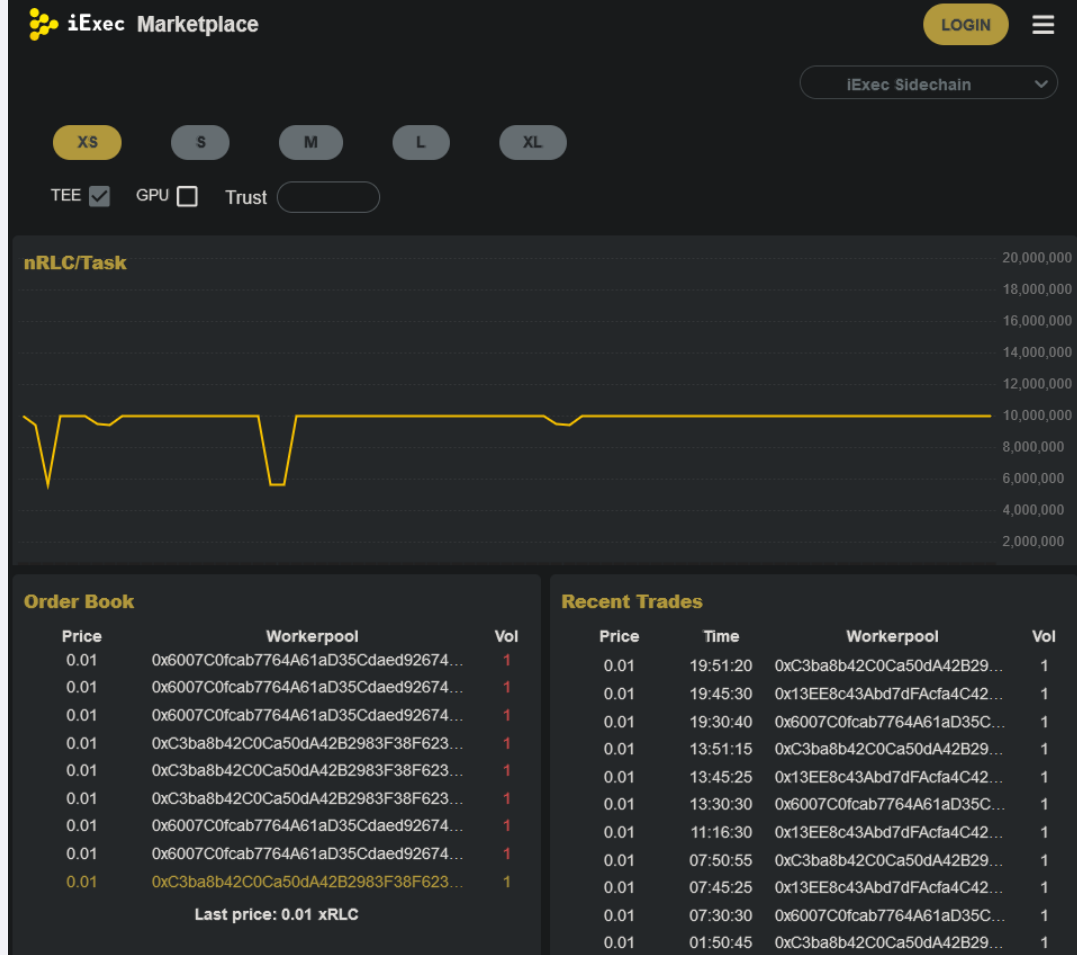 iExec Marketplace LOGIN
iExec Sidechain
XS S M L XL
TEE GPU Trust
nRLC/Task
20,000,000
18,000,000
16,000,000
14,000,000
12,000,000
10,000,000
8,000,000
6,000,000
4,000,000
2,000,000
Order Book
Price Workerpool Vol
0.01 0x6007C0fcab7764A61aD35Cdaed92674... 1
0.01 0x6007C0fcab7764A61aD35Cdaed92674... 1
0.01 0x6007C0fcab7764A61aD35Cdaed92674... 1
0.01 0xC3ba8b42C0Ca50dA42B2983F38F623... 1
0.01 0xC3ba8b42C0Ca50dA42B2983F38F623... 1
0.01 0xC3ba8b42C0Ca50dA42B2983F38F623... 1
0.01 0x6007C0fcab7764A61aD35Cdaed92674... 1
0.01 0x6007C0fcab7764A61aD35Cdaed92674... 1
0.01 0xC3ba8b42C0Ca50dA42B2983F38F623... 1
Last price: 0.01 xRLC
Recent Trades
Price Time Workerpool Vol
0.01 19:51:20 0xC3ba8b42C0Ca50dA42B29... 1
0.01 19:45:30 0x13EE8c43Abd7dFAcfa4C42... 1
0.01 19:30:40 0x6007C0fcab7764A61aD35C... 1
0.01 13:51:15 0xC3ba8b42C0Ca50dA42B29... 1
0.01 13:45:25 0x13EE8c43Abd7dFAcfa4C42... 1
0.01 13:30:30 0x6007C0fcab7764A61aD35C... 1
0.01 11:16:30 0x13EE8c43Abd7dFAcfa4C42... 1
0.01 07:50:55 0xC3ba8b42C0Ca50dA42B29... 1
0.01 07:45:25 0x13EE8c43Abd7dFAcfa4C42... 1
0.01 07:30:30 0x6007C0fcab7764A61aD35C... 1
0.01 01:50:45 0xC3ba8b42C0Ca50dA42B29... 1